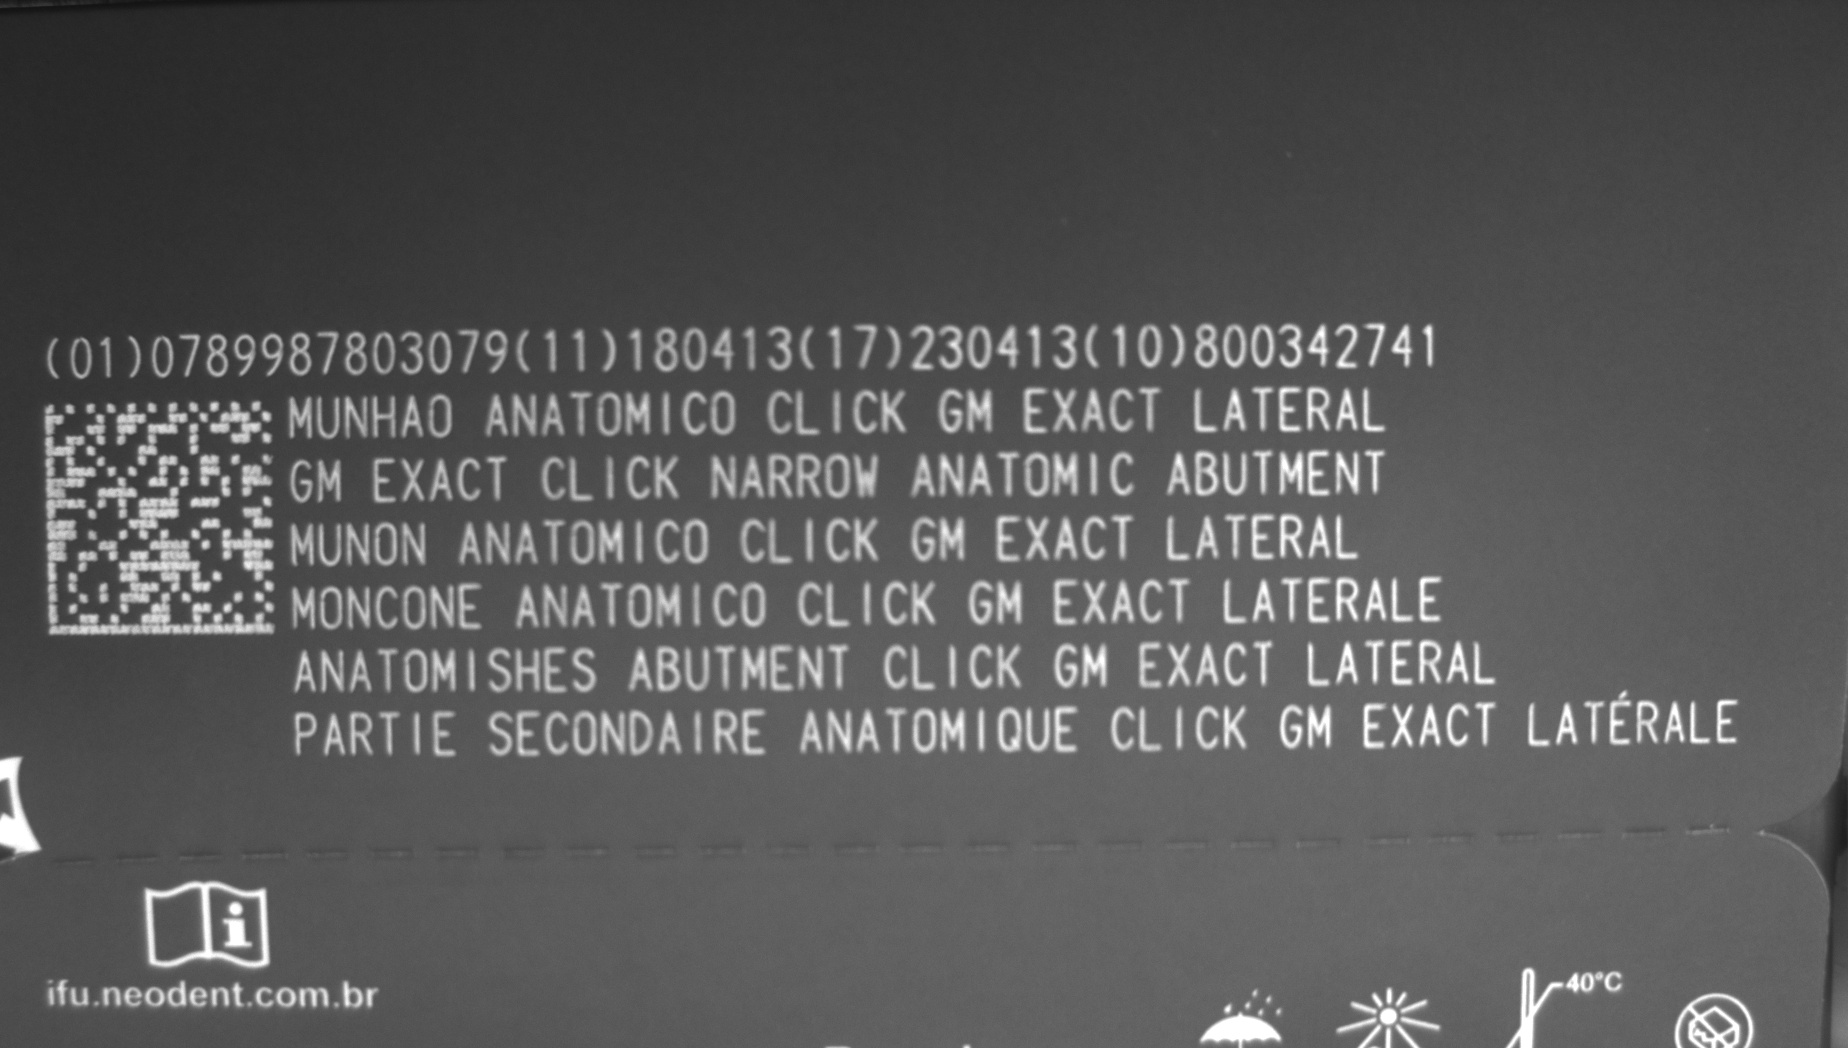 (01)0789987803079(11)180413(17)230413(10)800342741
MUNHAO ANATOMICO CLICK GM EXACT LATERAL
GM EXACT CLICK NARROW ANATOMIC ABUTMENT
MUNON ANATOMICO CLICK GM EXACT LATERAL
MONCONE ANATOMICO CLICK GM EXACT LATERALE
ANATOMISHES ABUTMENT CLICK GM EXACT LATERAL
PARTIE SECONDAIRE ANATOMIQUE CLICK GM EXACT LATÉRALE
ifu.neodent.com.br
40°C